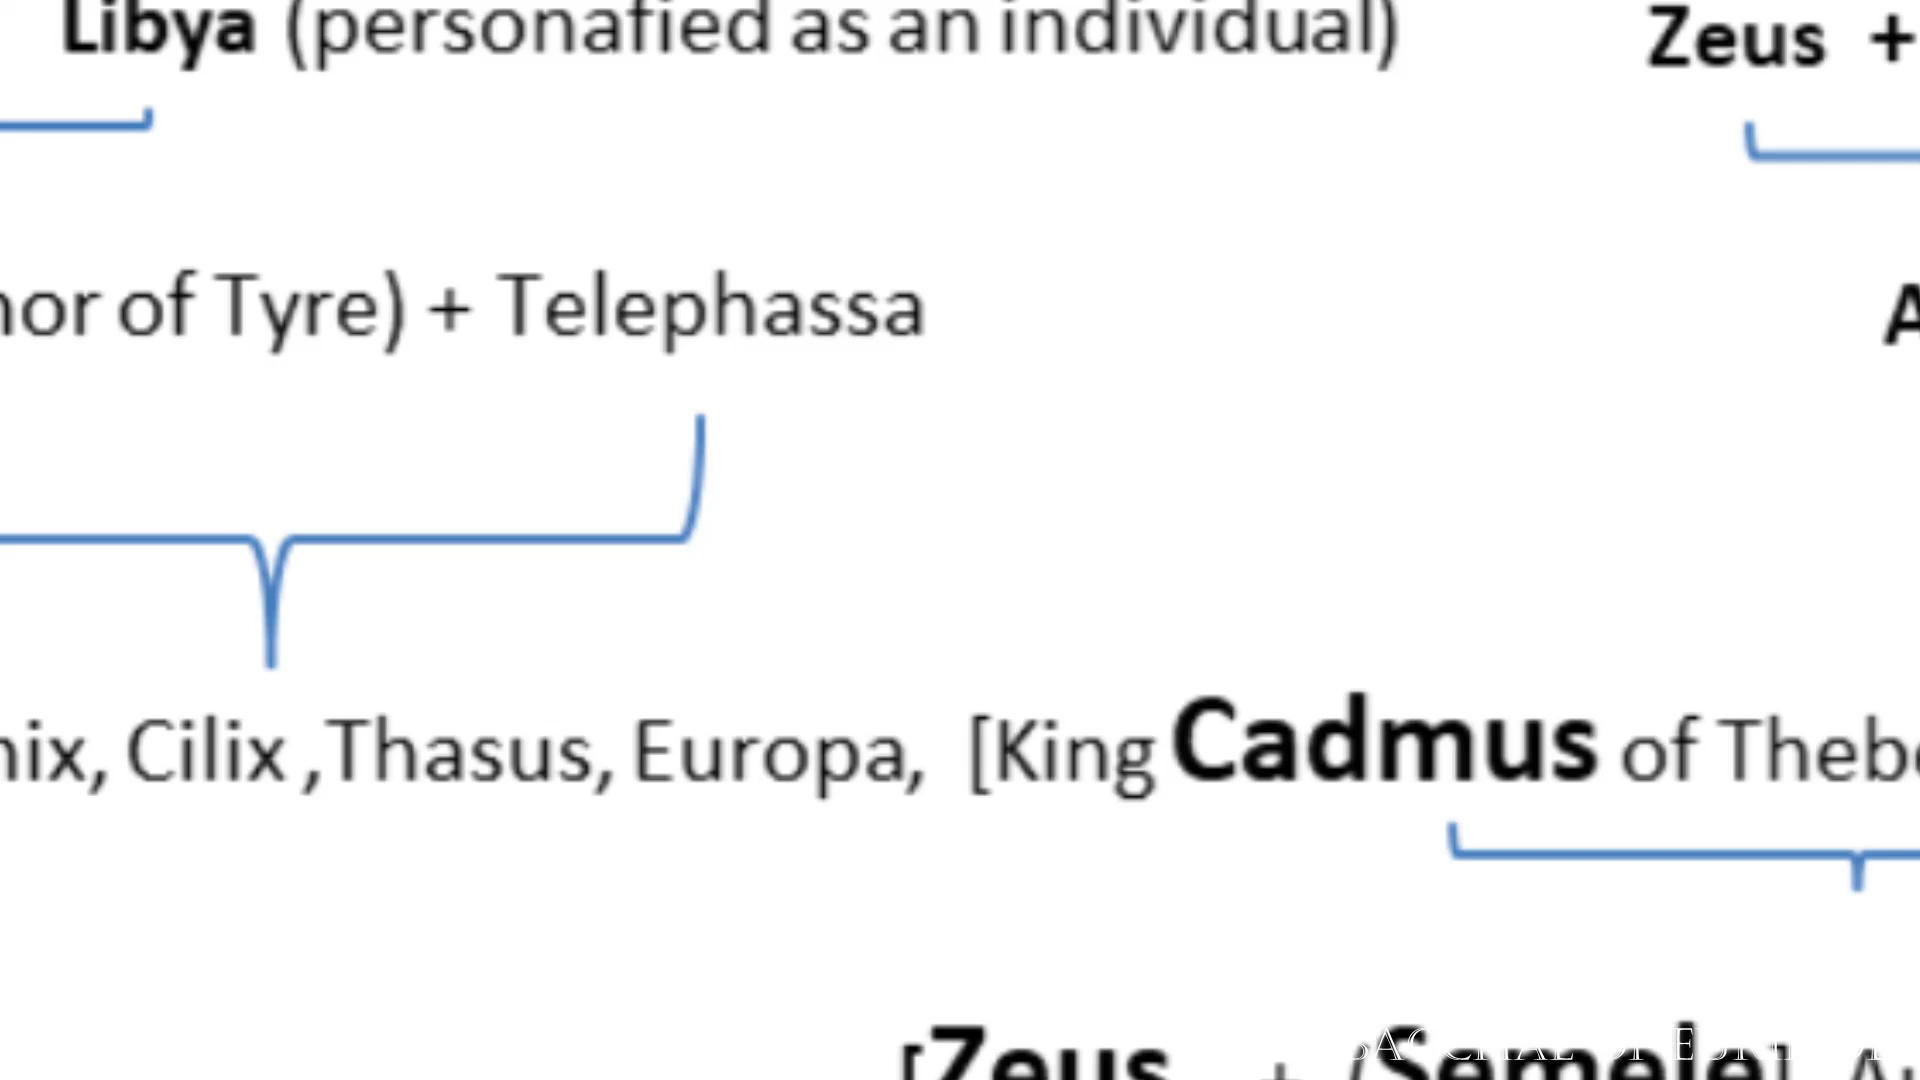 Libya (personafied as an individual) Zeus +
nor of Tyre) + Telephassa A
nix, Cilix ,Thasus, Europa, [King Cadmus of Thebe
[Zeus + (Semele]